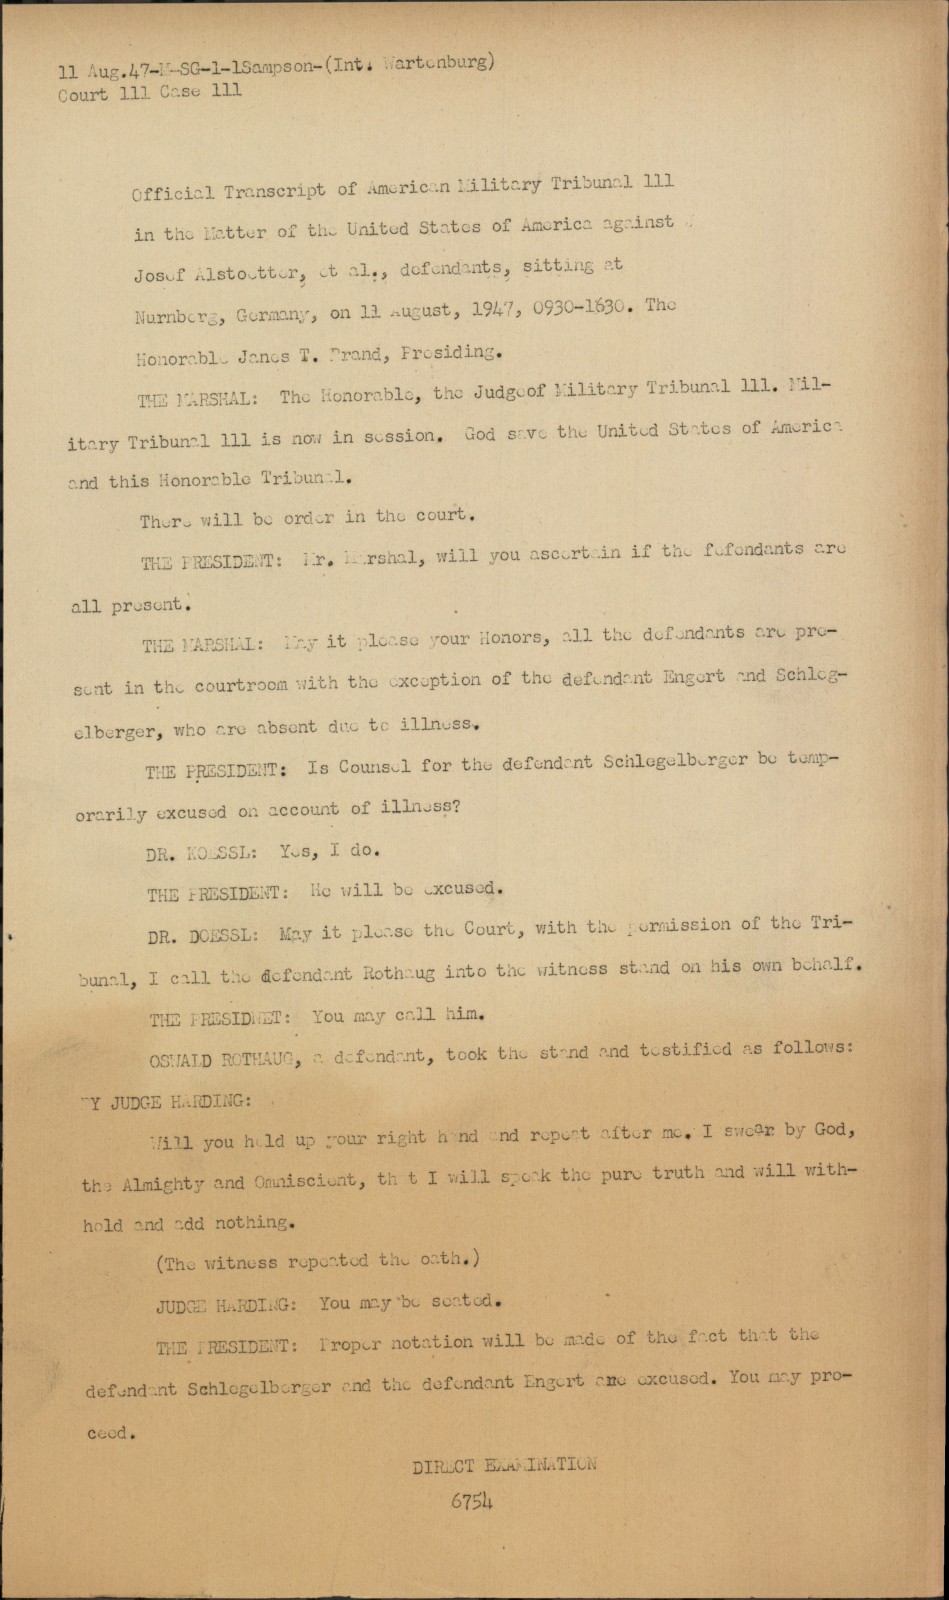 11 Aug.47-M-SG-1-1Sampson-(Int. Wartenburg)
Court 111 Case 111
Official Transcript of American Military Tribunal 111
in the Matter of the United States of America against
Josef Alstoetter, et al., defendants, sitting at
Nurnberg, Germany, on 11 August, 1947, 0930-1630. The
Honorable Janes T. Brand, Presiding.
THE MARSHAL: The Honorable, the Judgeof Military Tribunal 111. Mil-
itary Tribunal 111 is now in session. God save the United States of America
and this Honorable Tribunal.
There will be order in the court.
THE PRESIDENT: Mr. Marshal, will you ascertain if the fefendants are
all present.
THE MARSHAL: May it please your Honors, all the defendants are pre-
sent in the courtroom with the exception of the defendant Engert and Schleg-
elberger, who are absent due to illness.
THE PRESIDENT: Is Counsel for the defendant Schlegelberger be temp-
orarily excused on account of illness?
DR. KOESSL: Yes, I do.
THE PRESIDENT: He will be excused.
DR. DOESSL: May it please the Court, with the permission of the Tri-
bunal, I call the defendant Rothaug into the witness stand on his own behalf.
THE PRESIDNET: You may call him.
OSWALD ROTHAUG, a defendant, took the stand and testified as follows:
BY JUDGE HARDING:
Will you hold up your right hand and repeat after me. I swear by God,
the Almighty and Omniscient, that I will speak the pure truth and will with-
hold and add nothing.
(The witness repeated the oath.)
JUDGE HARDING: You may be seated.
THE PRESIDENT: Proper notation will be made of the fact that the
defendant Schlegelberger and the defendant Engert are excused. You may pro-
ceed.
DIRECT EXAMINATION
6754